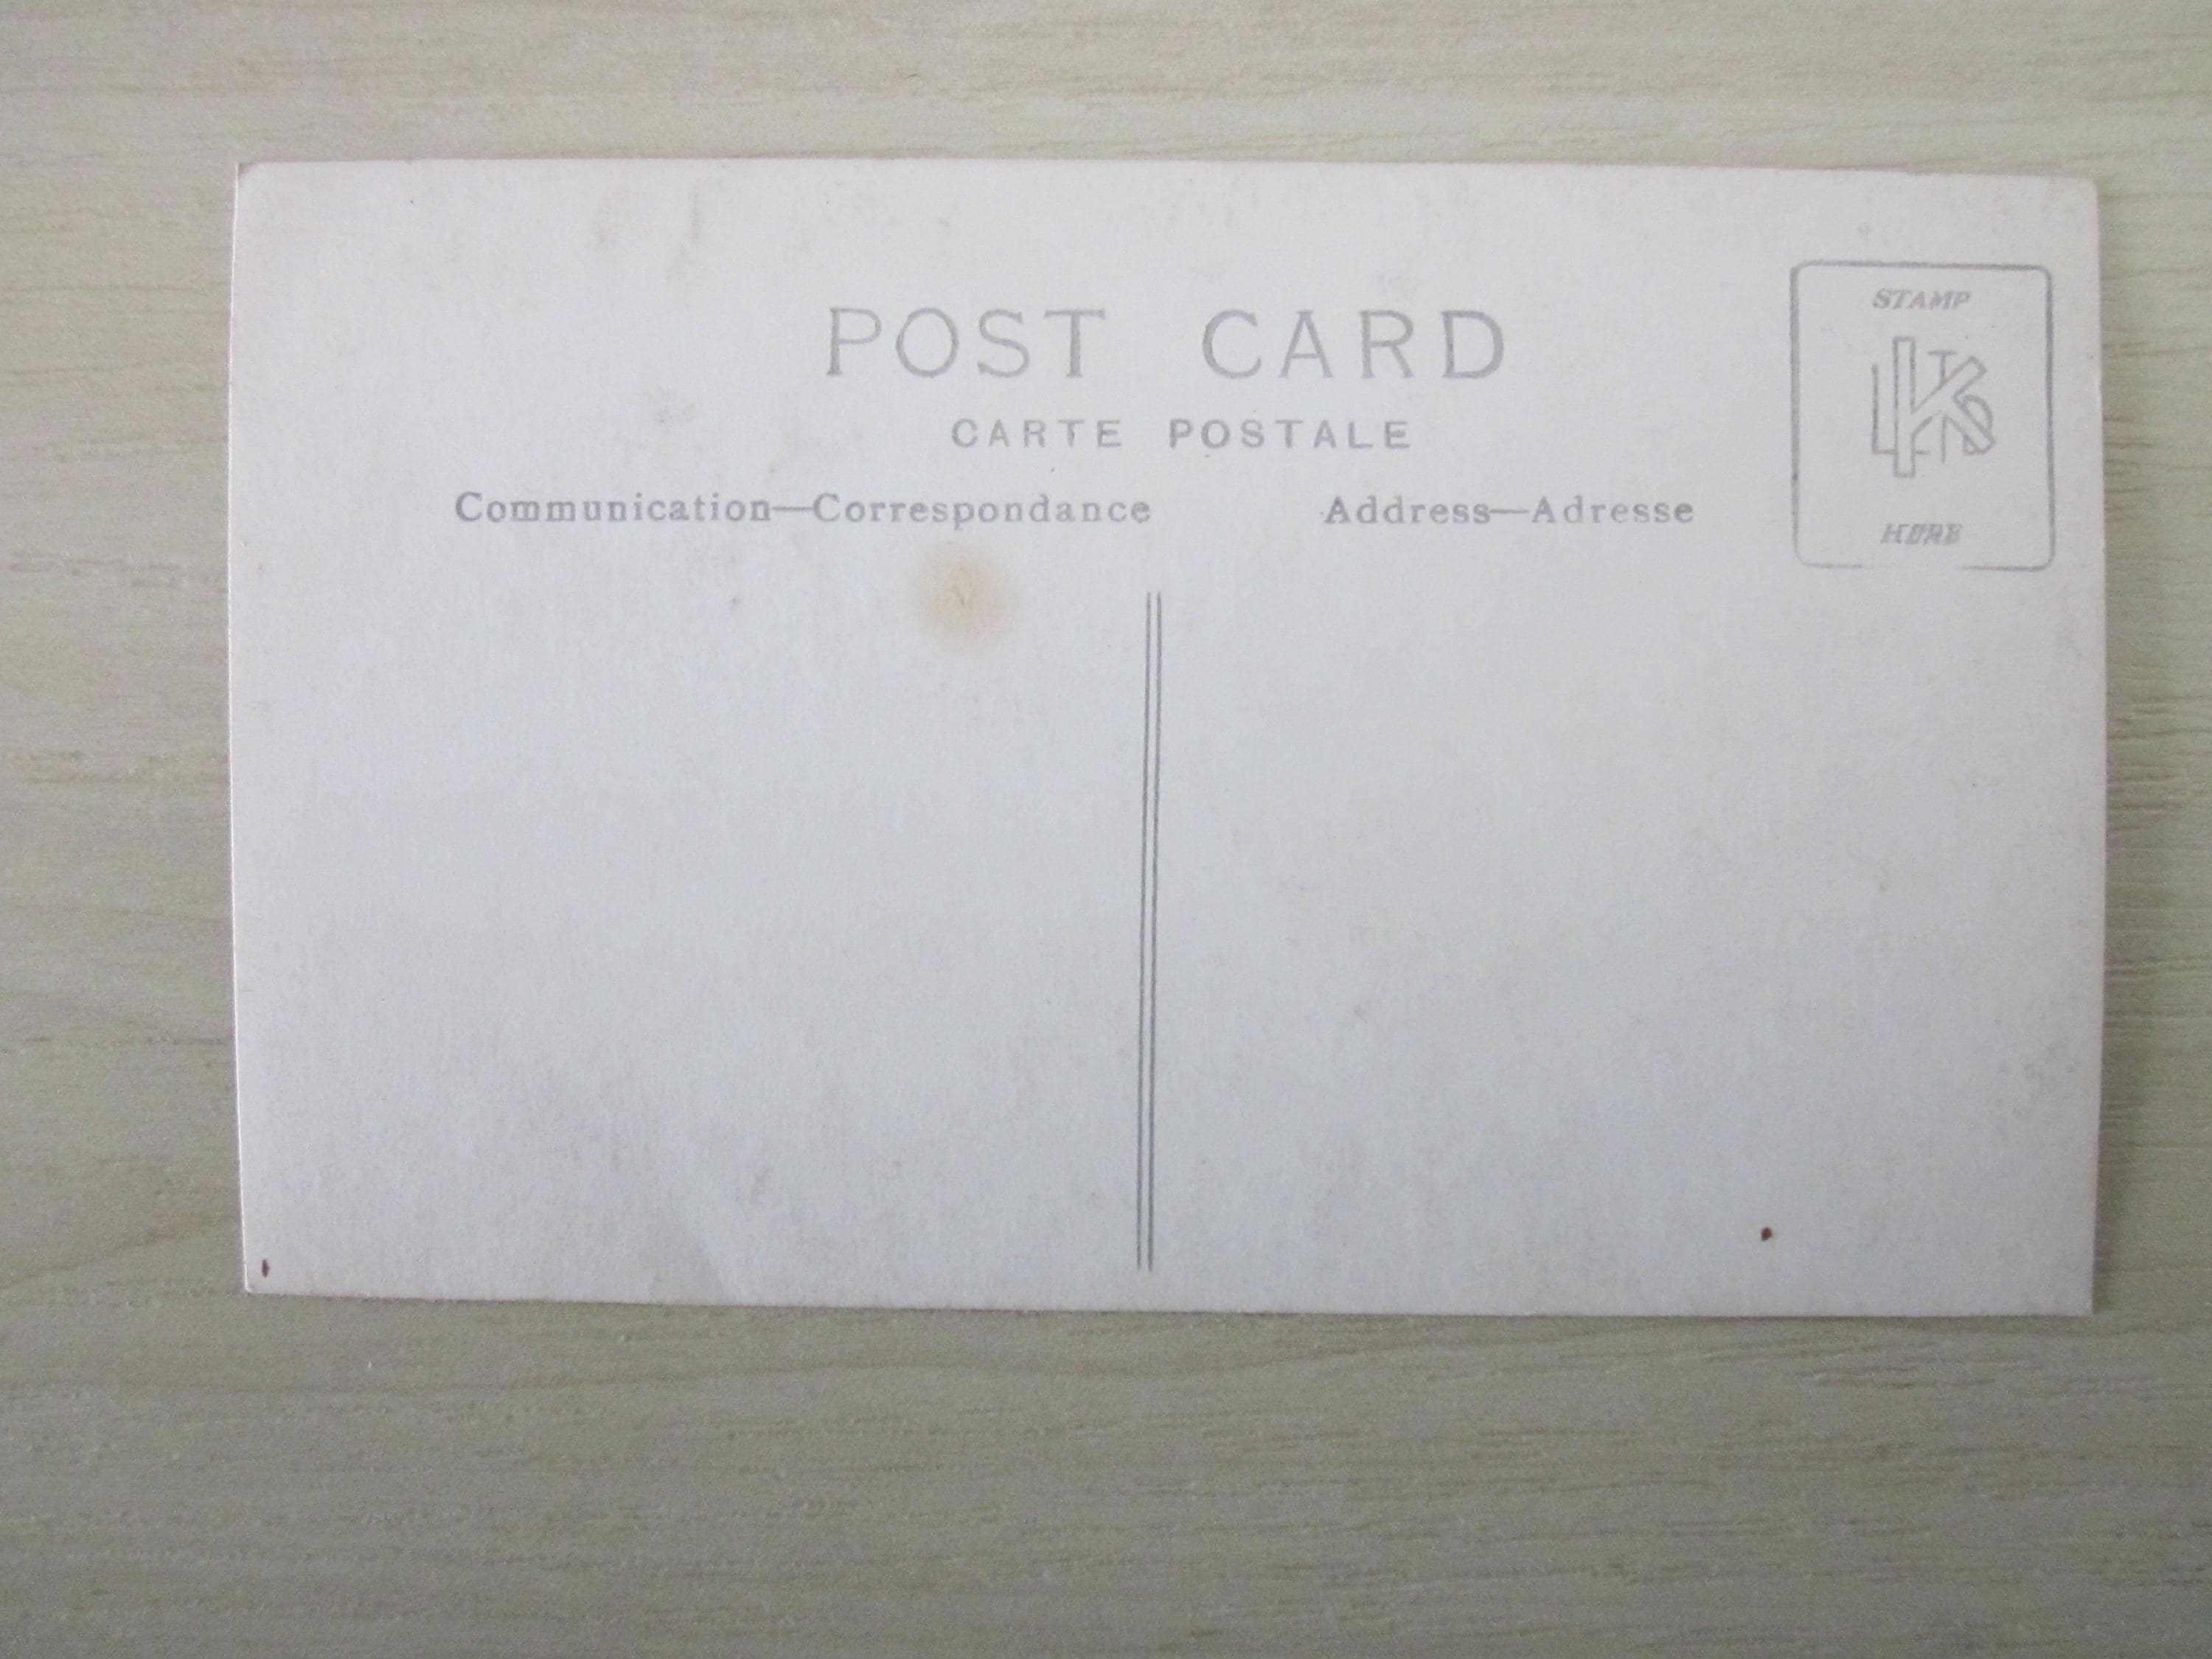 POST CARD
CARTE POSTALE
Communication—Correspondance
Address—Adresse
STAMP
HERE